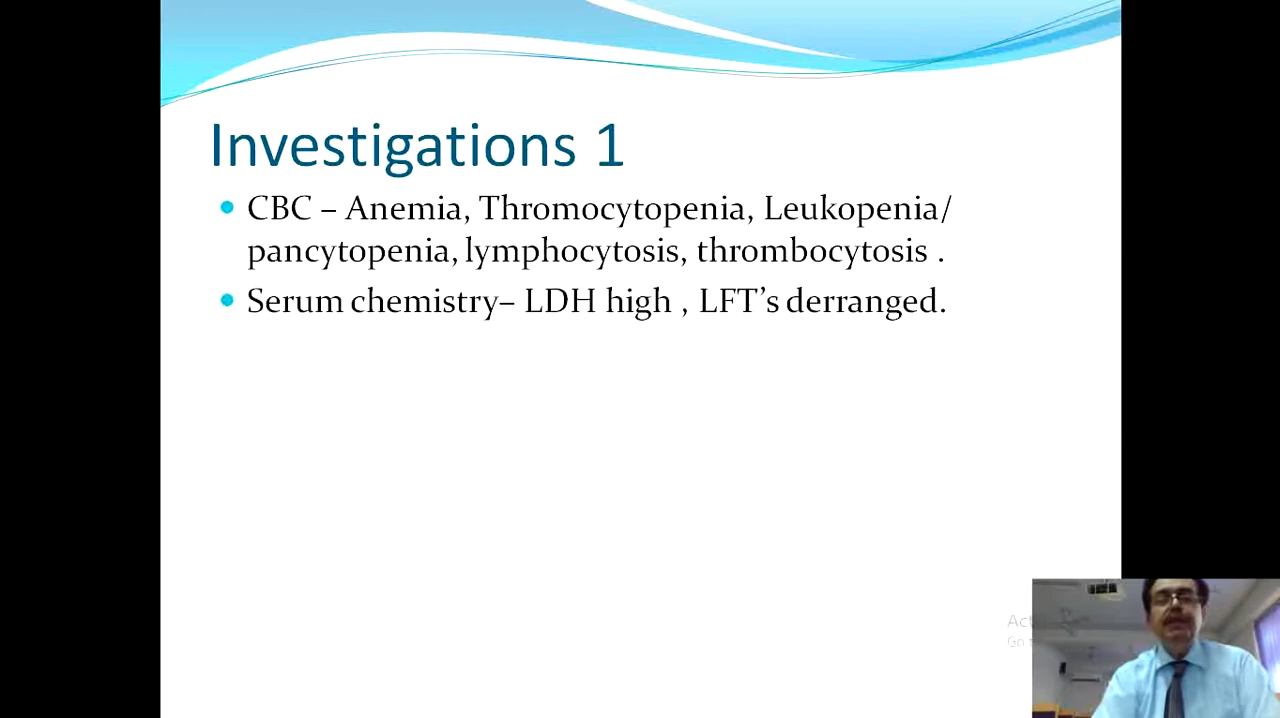 Investigations 1
CBC – Anemia, Thromocytopenia, Leukopenia/
pancytopenia, lymphocytosis, thrombocytosis .
Serum chemistry– LDH high , LFT’s derranged.